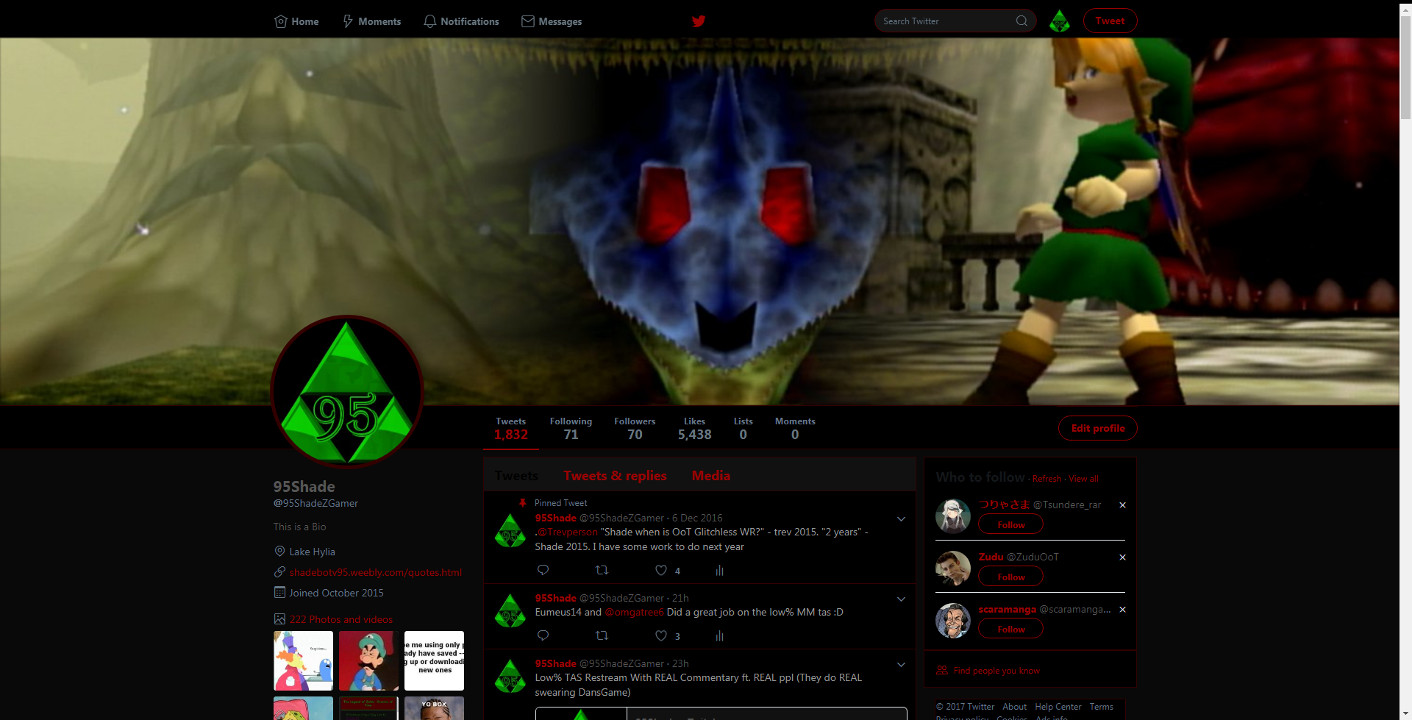 Home Moments Notifications Messages Search Twitter Tweet
95
Tweets Following Followers Likes Lists Moments
1,832 71 70 5,438 0 0
Edit profile
95Shade
@95ShadeZGamer
This is a Bio
Lake Hylia
shadebotv95.weebly.com/quotes.html
Joined October 2015
222 Photos and videos
e me using only
ady have saved --
g up or downloadi
new ones
YO BOX
Tweets Tweets & replies Media
Pinned Tweet
95Shade @95ShadeZGamer · 6 Dec 2016
.@Trevperson "Shade when is OoT Glitchless WR?" - trev 2015. "2 years" -
Shade 2015. I have some work to do next year
4
95Shade @95ShadeZGamer · 21h
Eumeus14 and @omgatree6 Did a great job on the low% MM tas :D
3
95Shade @95ShadeZGamer · 23h
Low% TAS Restream With REAL Commentary ft. REAL ppl (They do REAL
swearing DansGame)
Who to follow · Refresh · View all
つりゃさま @Tsundere_rar
Follow
Zudu @ZuduOoT
Follow
scaramanga @scaramanga...
Follow
Find people you know
© 2017 Twitter About Help Center Terms
Privacy policy Cookies Ads info